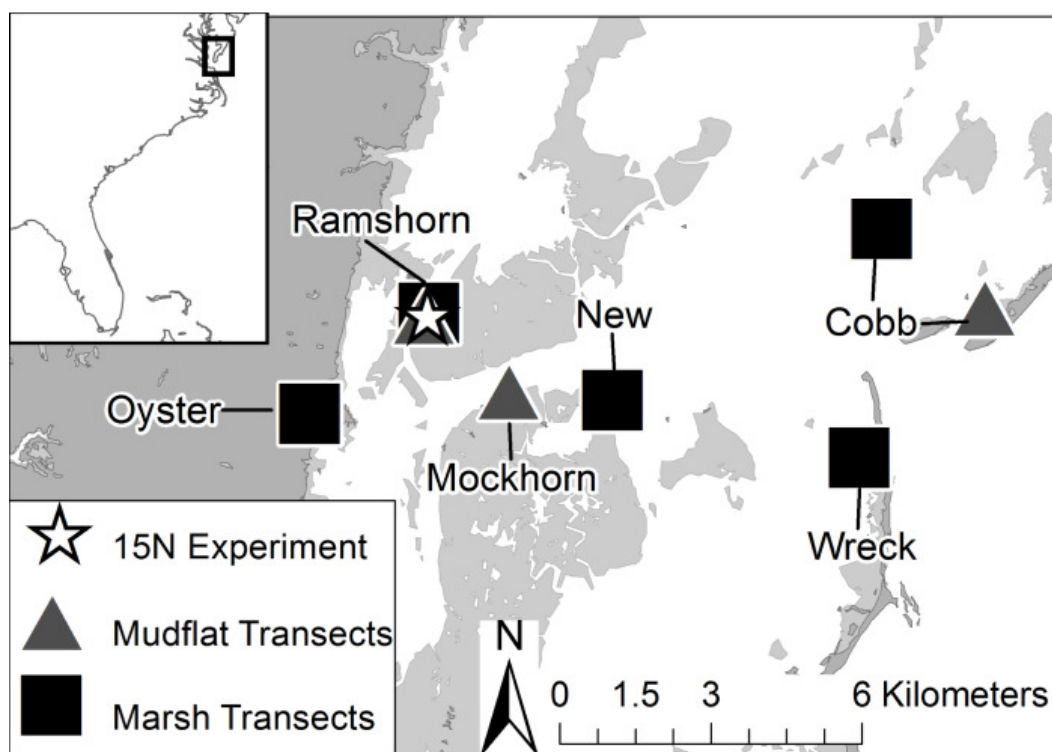 Ramshorn
New
Cobb
Oyster
Mockhorn
Wreck
15N Experiment
Mudflat Transects
Marsh Transects
N
0 1.5 3 6 Kilometers